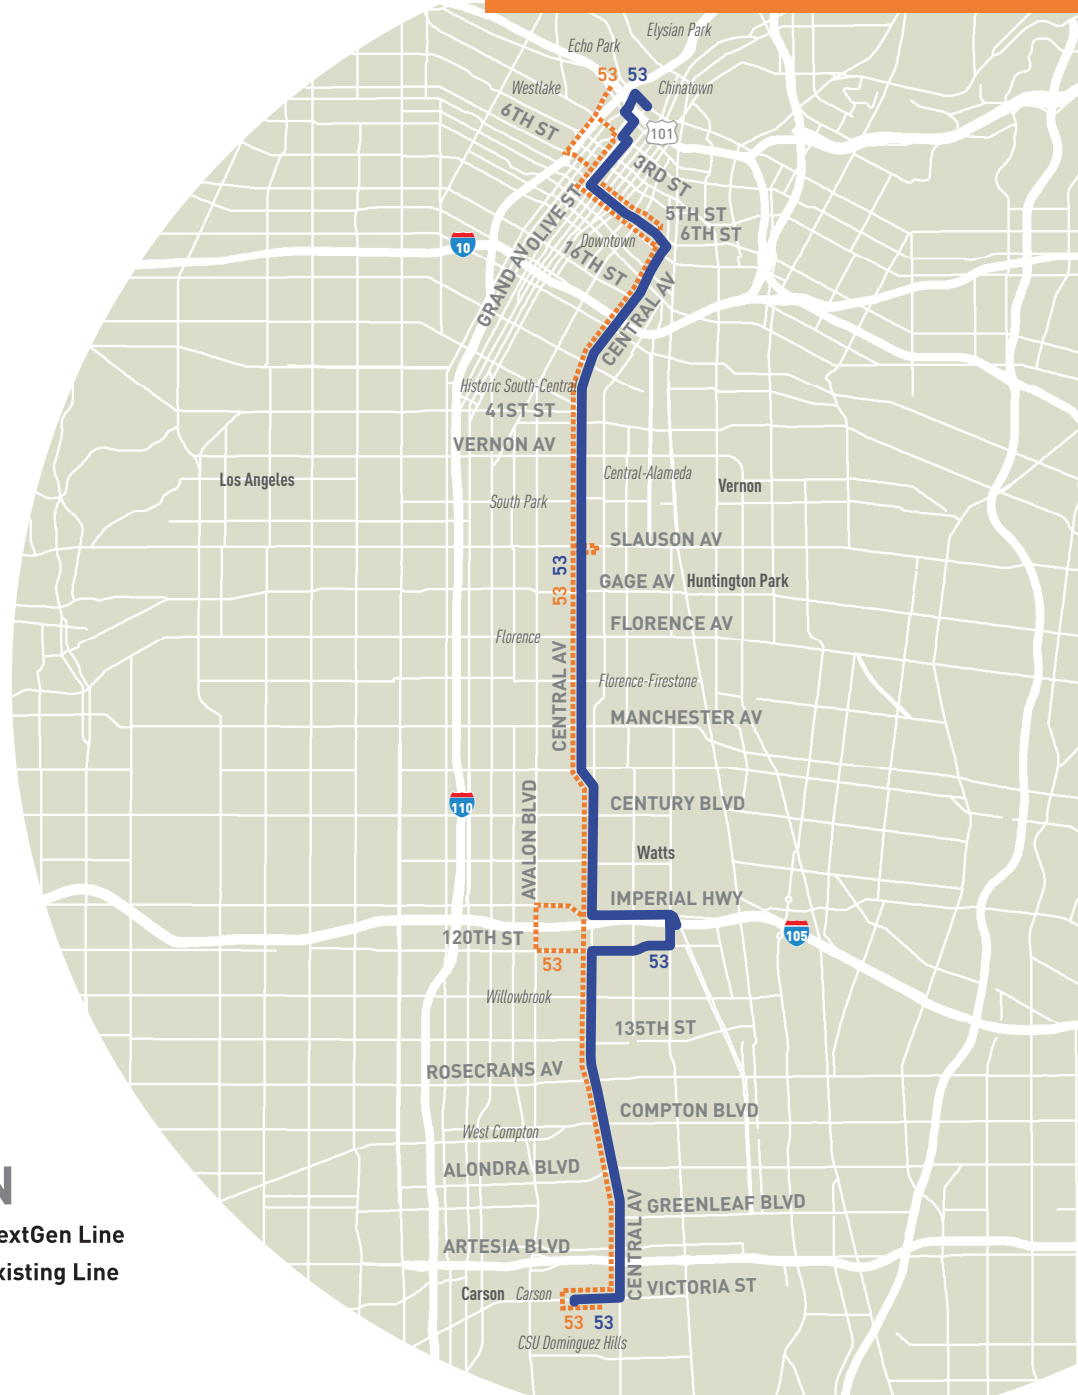 Elysian Park
Echo Park
53 53
Westlake
Chinatown
6TH ST
101
3RD ST
OLIVE ST
5TH ST
6TH ST
Downtown
10
16TH ST
GRAND AV
CENTRAL AV
Historic South-Central
41ST ST
VERNON AV
Central-Alameda
Los Angeles
Vernon
South Park
SLAUSON AV
53
GAGE AV
Huntington Park
53
FLORENCE AV
Florence
CENTRAL AV
Florence-Firestone
MANCHESTER AV
110
CENTURY BLVD
AVALON BLVD
Watts
IMPERIAL HWY
120TH ST
105
53
53
Willowbrook
135TH ST
ROSECRANS AV
COMPTON BLVD
West Compton
ALONDRA BLVD
N
GREENLEAF BLVD
extGen Line
CENTRAL AV
ARTESIA BLVD
xisting Line
VICTORIA ST
Carson
Carson
53 53
CSU Dominguez Hills